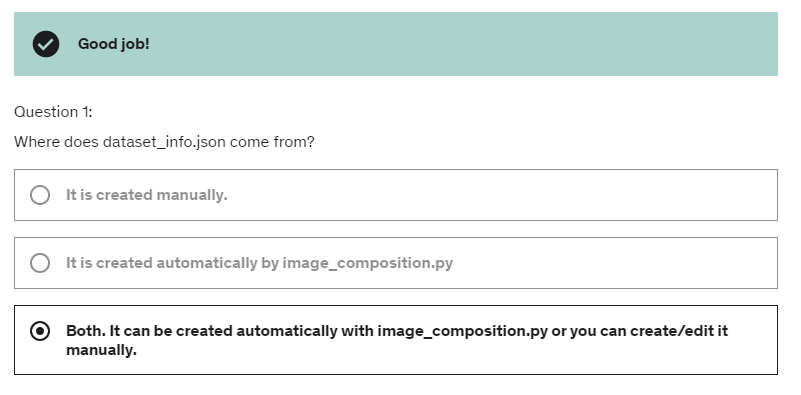 Good job!
Question 1:
Where does dataset_info.json come from?
It is created manually.
It is created automatically by image_composition.py
Both. It can be created automatically with image_composition.py or you can create/edit it
manually.